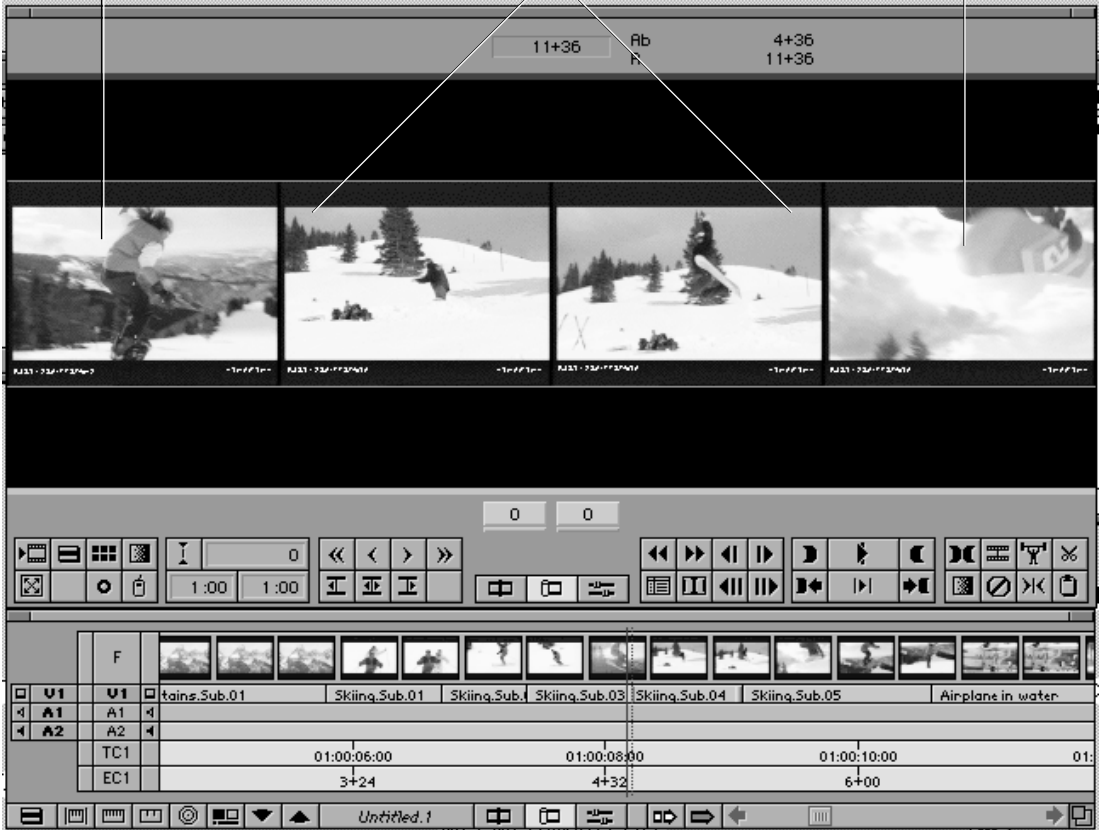 11+36
Ab 4+36
A 11+36
0 0
0
1:00 1:00
F
V1 V1 tains.Sub.01 Skiing.Sub.01 Skiing.Sub.( Skiing.Sub.03 Skiing.Sub.04 Skiing.Sub.05 Airplane in water
A1 A1
A2 A2
TC1 01:00:06:00 01:00:08:00 01:00:10:00 01:
EC1 3+24 4+32 6+00
Untitled.1